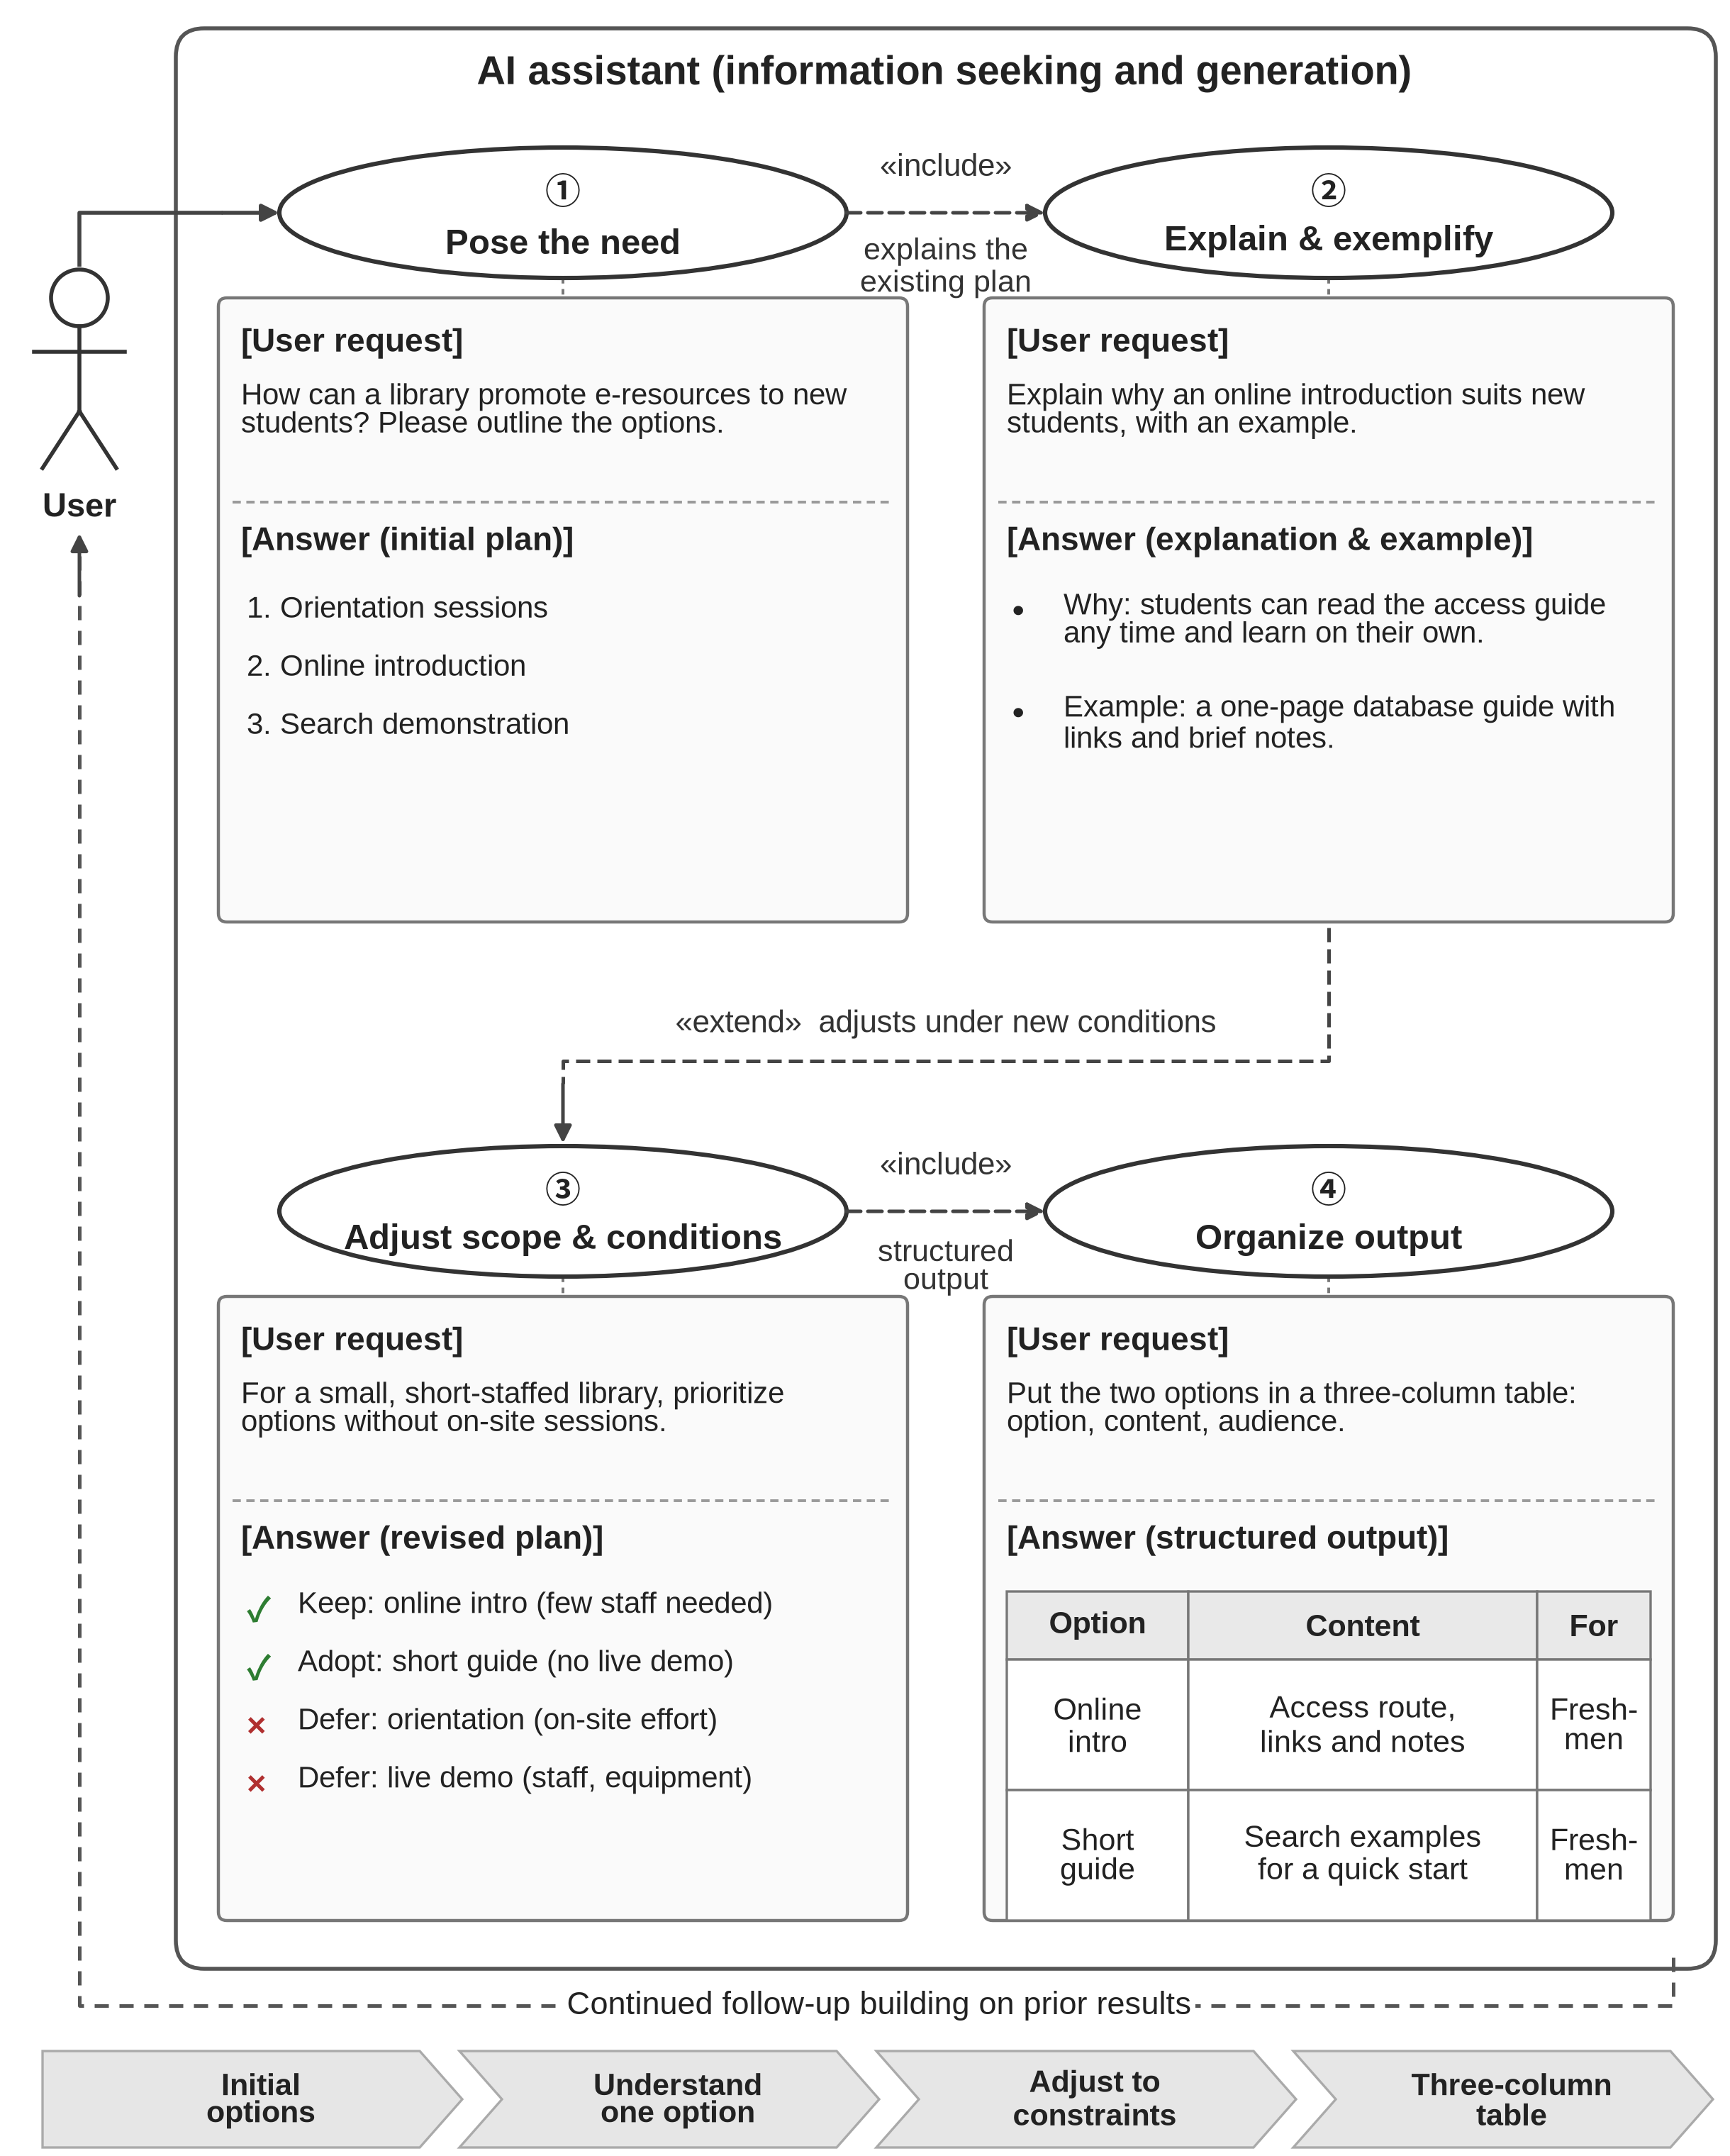 AI assistant (information seeking and generation)
①
Pose the need
«include»
explains the
existing plan
②
Explain & exemplify
User
[User request]
How can a library promote e-resources to new
students? Please outline the options.
[Answer (initial plan)]
1. Orientation sessions
2. Online introduction
3. Search demonstration
[User request]
Explain why an online introduction suits new
students, with an example.
[Answer (explanation & example)]
• Why: students can read the access guide
any time and learn on their own.
• Example: a one-page database guide with
links and brief notes.
«extend» adjusts under new conditions
③
Adjust scope & conditions
«include»
structured
output
④
Organize output
[User request]
For a small, short-staffed library, prioritize
options without on-site sessions.
[Answer (revised plan)]
✓ Keep: online intro (few staff needed)
✓ Adopt: short guide (no live demo)
× Defer: orientation (on-site effort)
× Defer: live demo (staff, equipment)
[User request]
Put the two options in a three-column table:
option, content, audience.
[Answer (structured output)]
Option Content For
Online
intro
Access route,
links and notes
Fresh-
men
Short
guide
Search examples
for a quick start
Fresh-
men
Continued follow-up building on prior results
Initial
options
Understand
one option
Adjust to
constraints
Three-column
table